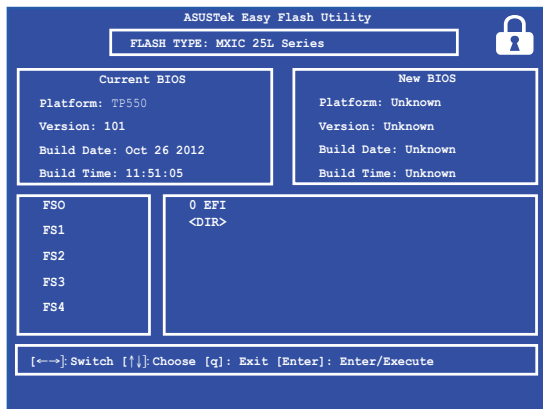 ASUSTek Easy Flash Utility
FLASH TYPE: MXIC 25L Series
Current BIOS
Platform: TP550
Version: 101
Build Date: Oct 26 2012
Build Time: 11:51:05
New BIOS
Platform: Unknown
Version: Unknown
Build Date: Unknown
Build Time: Unknown
FSO
FS1
FS2
FS3
FS4
0 EFI
<DIR>
[←→]: Switch [↑↓]: Choose [q]: Exit [Enter]: Enter/Execute